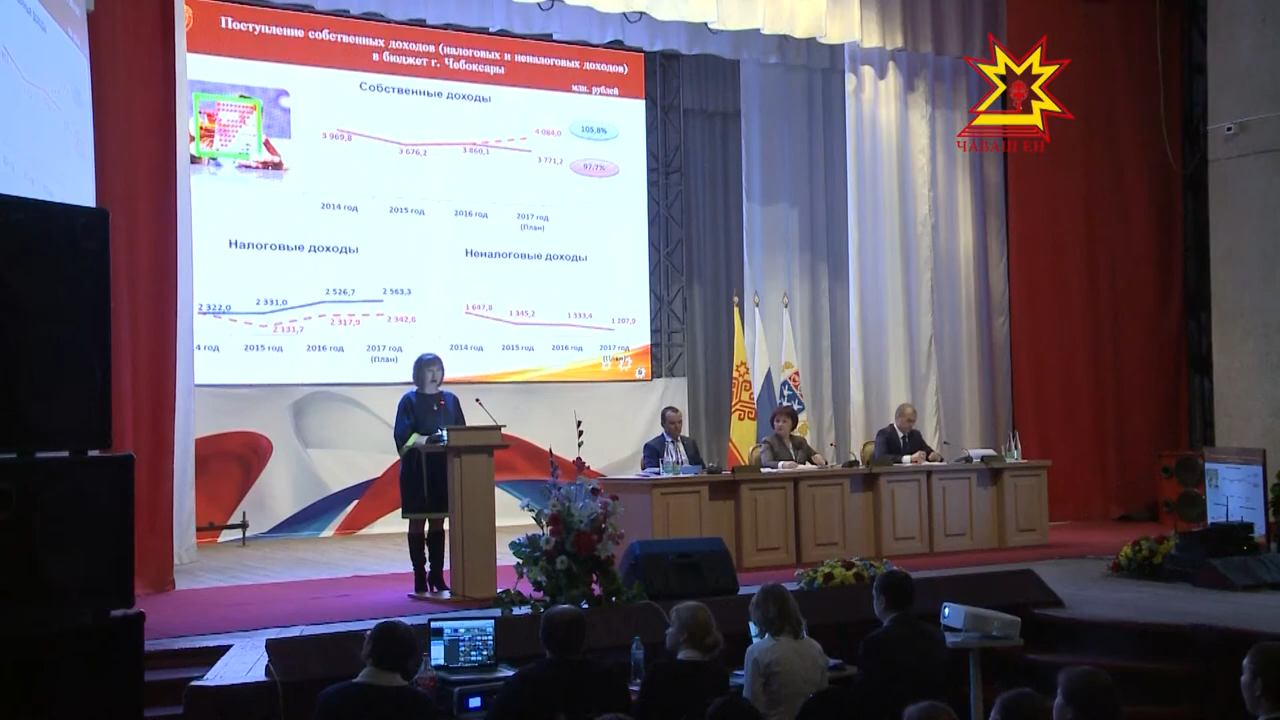 Поступление собственных доходов (налоговых и неналоговых доходов)
в бюджет г. Чебоксары
млн. рублей
Собственные доходы
3 969,8
3 676,2
3 860,1
4 084,0
3 771,2
105,8%
97,7%
2014 год
2015 год
2016 год
2017 год
(План)
Налоговые доходы
2 322,0
2 331,0
2 526,7
2 563,3
2 131,7
2 317,9
2 342,6
4 год
2015 год
2016 год
2017 год
(План)
Неналоговые доходы
1 647,8
1 345,2
1 333,4
1 207,9
2014 год
2015 год
2016 год
2017 год
(План)
ЧĂВАШ ЕН